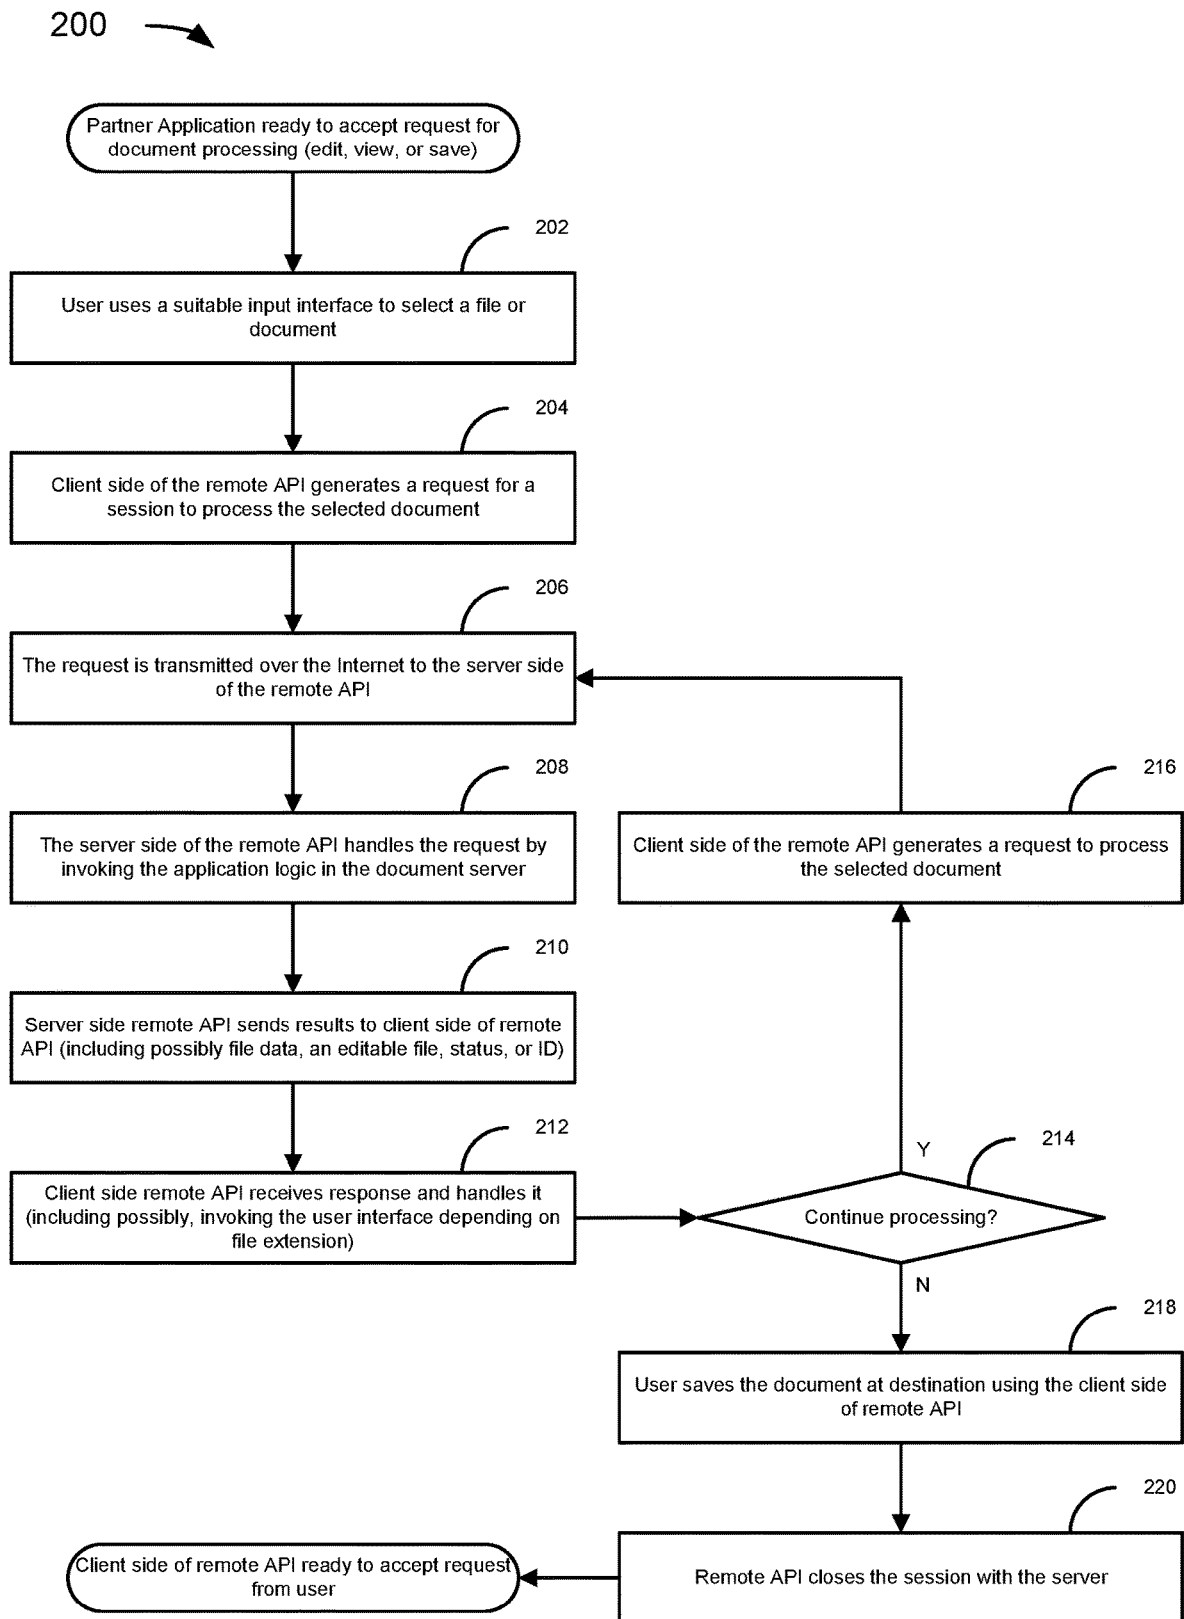 200
Partner Application ready to accept request for
document processing (edit, view, or save)
202
User uses a suitable input interface to select a file or
document
204
Client side of the remote API generates a request for a
session to process the selected document
206
The request is transmitted over the Internet to the server side
of the remote API
208
The server side of the remote API handles the request by
invoking the application logic in the document server
210
Server side remote API sends results to client side of remote
API (including possibly file data, an editable file, status, or ID)
212
Client side remote API receives response and handles it
(including possibly, invoking the user interface depending on
file extension)
214
Continue processing?
Y
216
Client side of the remote API generates a request to process
the selected document
N
218
User saves the document at destination using the client side
of remote API
220
Remote API closes the session with the server
Client side of remote API ready to accept request
from user